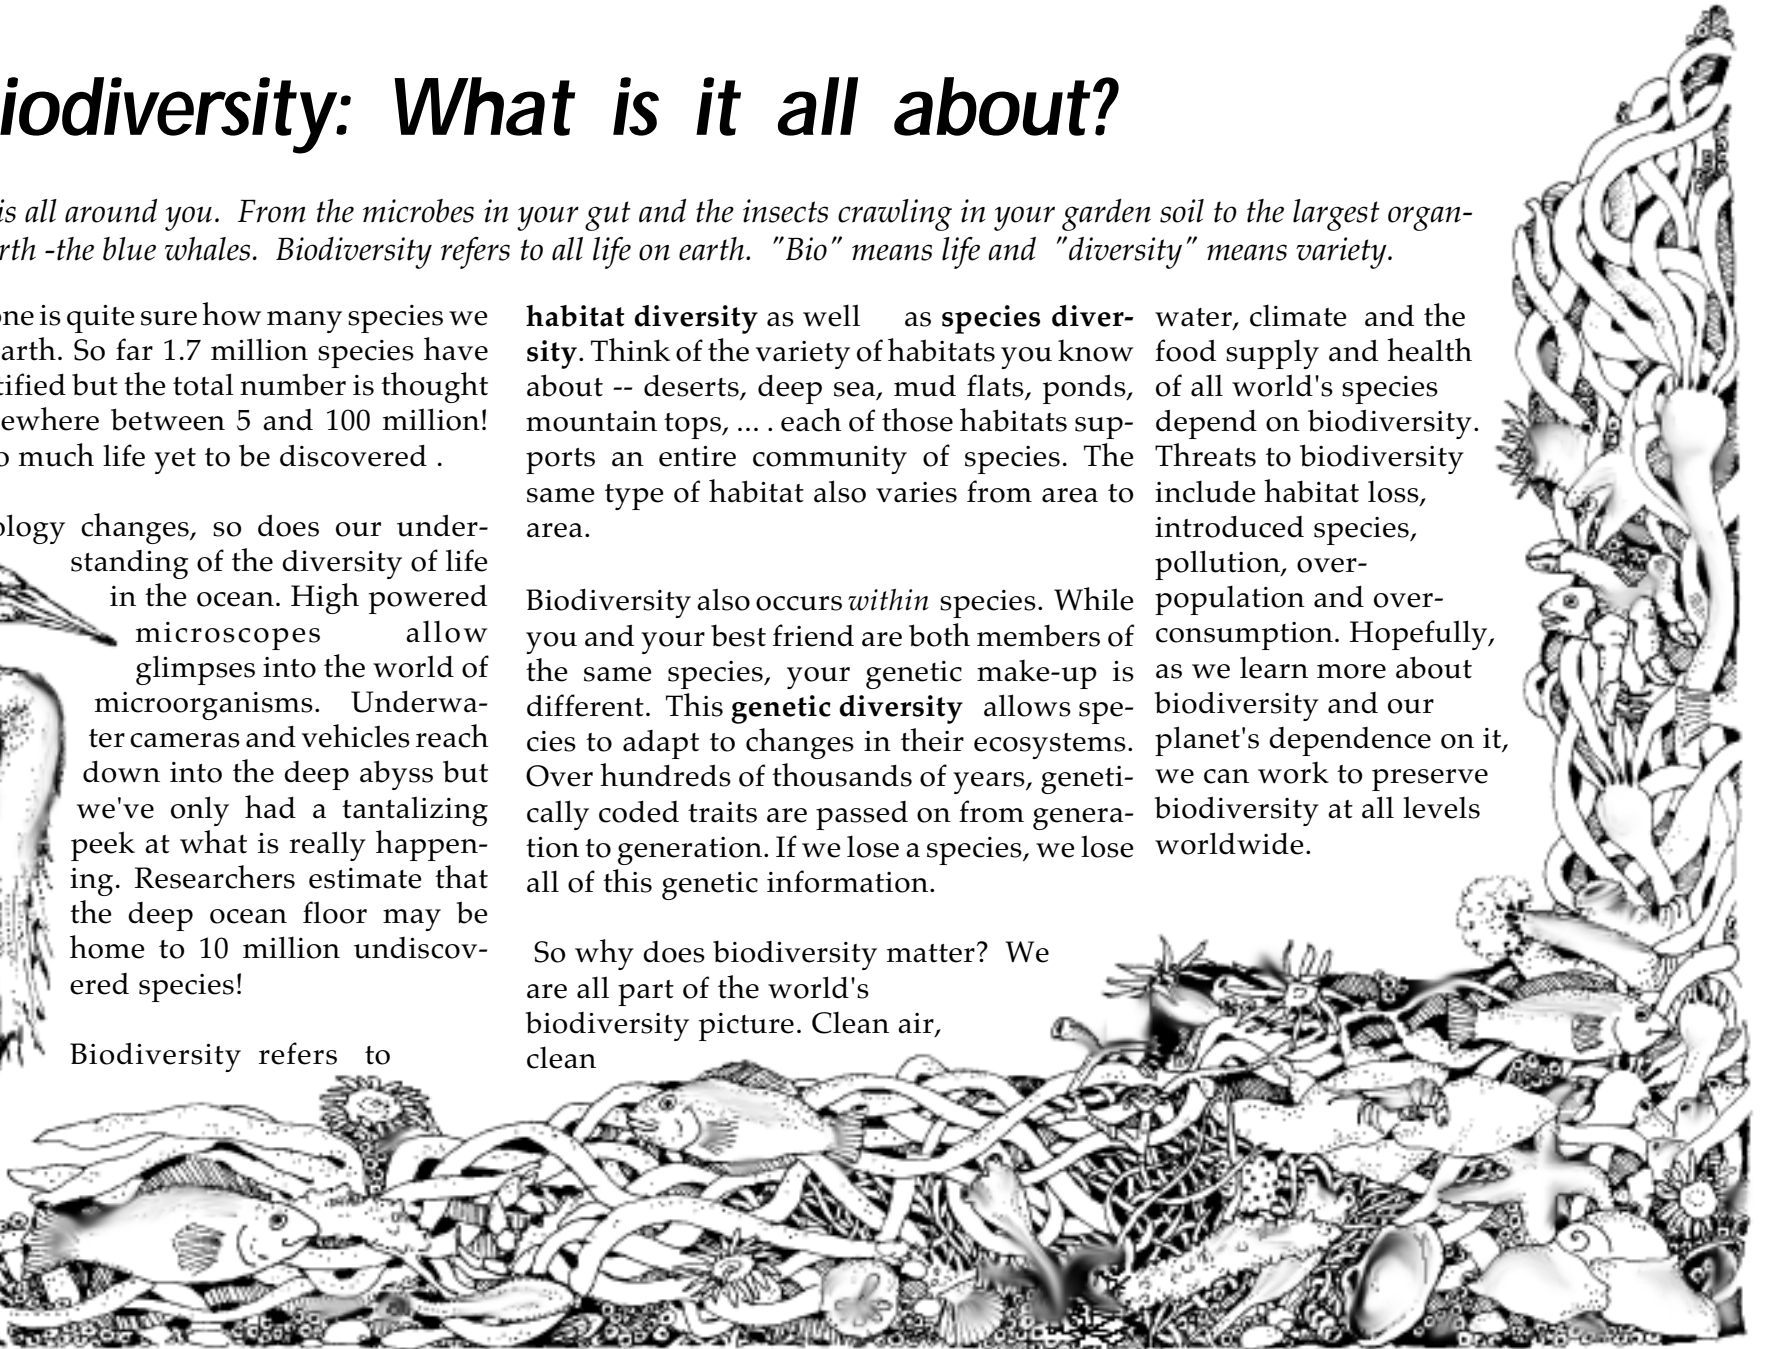 iodiversity: What is it all about?
is all around you. From the microbes in your gut and the insects crawling in your garden soil to the largest organ-
rth -the blue whales. Biodiversity refers to all life on earth. "Bio" means life and "diversity" means variety.
one is quite sure how many species we
arth. So far 1.7 million species have
tified but the total number is thought
ewhere between 5 and 100 million!
o much life yet to be discovered .
ology changes, so does our under-
standing of the diversity of life
in the ocean. High powered
microscopes allow
glimpses into the world of
microorganisms. Underwa-
ter cameras and vehicles reach
down into the deep abyss but
we've only had a tantalizing
peek at what is really happen-
ing. Researchers estimate that
the deep ocean floor may be
home to 10 million undiscov-
ered species!
Biodiversity refers to
habitat diversity as well as species diver-
sity. Think of the variety of habitats you know
about -- deserts, deep sea, mud flats, ponds,
mountain tops, ... . each of those habitats sup-
ports an entire community of species. The
same type of habitat also varies from area to
area.
Biodiversity also occurs within species. While
you and your best friend are both members of
the same species, your genetic make-up is
different. This genetic diversity allows spe-
cies to adapt to changes in their ecosystems.
Over hundreds of thousands of years, geneti-
cally coded traits are passed on from genera-
tion to generation. If we lose a species, we lose
all of this genetic information.
So why does biodiversity matter? We
are all part of the world's
biodiversity picture. Clean air,
clean
water, climate and the
food supply and health
of all world's species
depend on biodiversity.
Threats to biodiversity
include habitat loss,
introduced species,
pollution, over-
population and over-
consumption. Hopefully,
as we learn more about
biodiversity and our
planet's dependence on it,
we can work to preserve
biodiversity at all levels
worldwide.